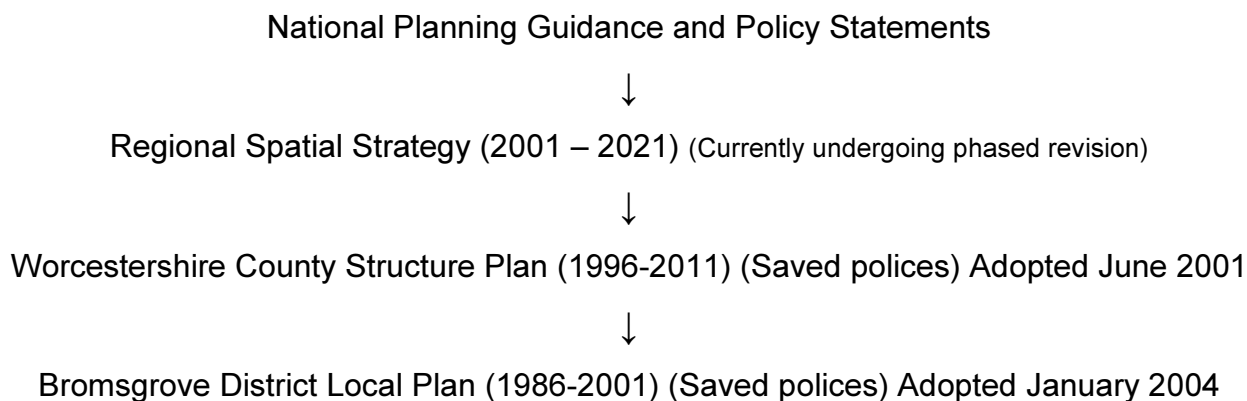 National Planning Guidance and Policy Statements
↓
Regional Spatial Strategy (2001 – 2021) (Currently undergoing phased revision)
↓
Worcestershire County Structure Plan (1996-2011) (Saved polices) Adopted June 2001
↓
Bromsgrove District Local Plan (1986-2001) (Saved polices) Adopted January 2004